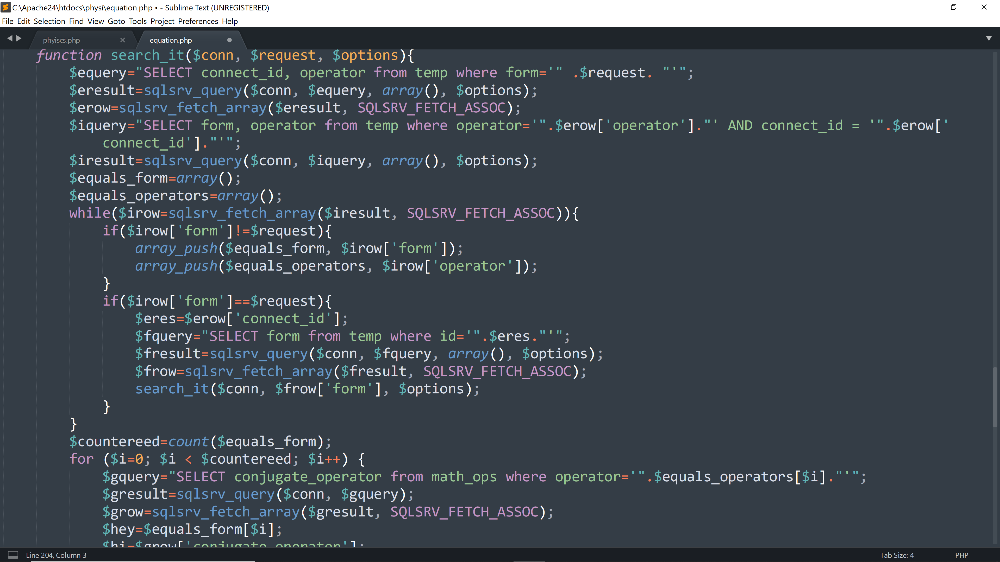 C:\Apache24\htdocs\physi\equation.php • - Sublime Text (UNREGISTERED)
File Edit Selection Find View Goto Tools Project Preferences Help
phyiscs.php equation.php
function search_it($conn, $request, $options){
$equery="SELECT connect_id, operator from temp where form='" .$request. "'";
$eresult=sqlsrv_query($conn, $equery, array(), $options);
$erow=sqlsrv_fetch_array($eresult, SQLSRV_FETCH_ASSOC);
$iquery="SELECT form, operator from temp where operator='".$erow['operator']."' AND connect_id = '".$erow['
connect_id']."'";
$iresult=sqlsrv_query($conn, $iquery, array(), $options);
$equals_form=array();
$equals_operators=array();
while($irow=sqlsrv_fetch_array($iresult, SQLSRV_FETCH_ASSOC)){
if($irow['form']!=$request){
array_push($equals_form, $irow['form']);
array_push($equals_operators, $irow['operator']);
}
if($irow['form']==$request){
$eres=$erow['connect_id'];
$fquery="SELECT form from temp where id='".$eres."'";
$fresult=sqlsrv_query($conn, $fquery, array(), $options);
$frow=sqlsrv_fetch_array($fresult, SQLSRV_FETCH_ASSOC);
search_it($conn, $frow['form'], $options);
}
}
$countereed=count($equals_form);
for ($i=0; $i < $countereed; $i++) {
$gquery="SELECT conjugate_operator from math_ops where operator='".$equals_operators[$i]."'";
$gresult=sqlsrv_query($conn, $gquery);
$grow=sqlsrv_fetch_array($gresult, SQLSRV_FETCH_ASSOC);
$hey=$equals_form[$i];
$hi=$grow['conjugate_operator'];
Line 204, Column 3
Tab Size: 4
PHP